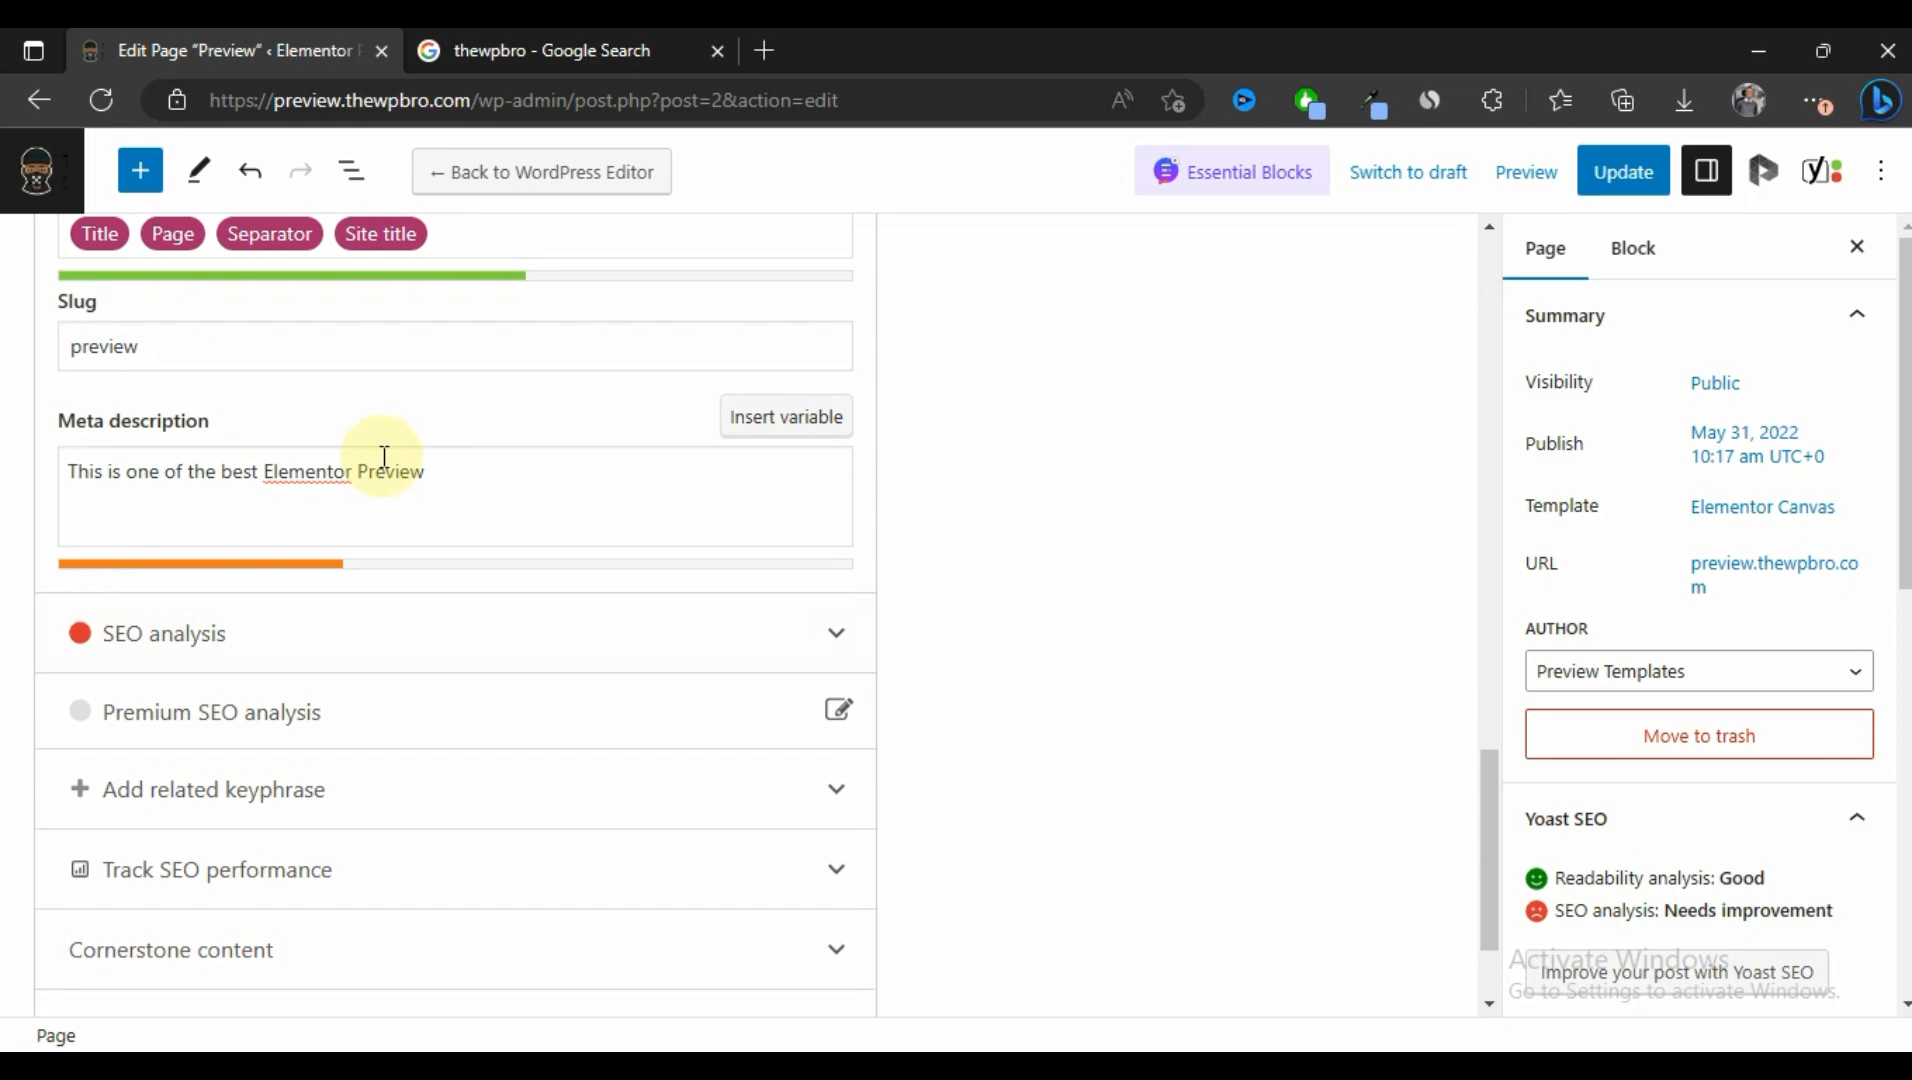 Edit Page "Preview" ‹ Elementor
thewpbro - Google Search
https://preview.thewpbro.com/wp-admin/post.php?post=2&action=edit
← Back to WordPress Editor
Essential Blocks
Switch to draft
Preview
Update
Title
Page
Separator
Site title
Slug
preview
Meta description
Insert variable
This is one of the best Elementor Preview
SEO analysis
Premium SEO analysis
Add related keyphrase
Track SEO performance
Cornerstone content
Page
Page
Block
Summary
Visibility
Public
Publish
May 31, 2022
10:17 am UTC+0
Template
Elementor Canvas
URL
preview.thewpbro.co
m
AUTHOR
Preview Templates
Move to trash
Yoast SEO
Readability analysis: Good
SEO analysis: Needs improvement
Improve your post with Yoast SEO
Activate Windows
Go to Settings to activate Windows.